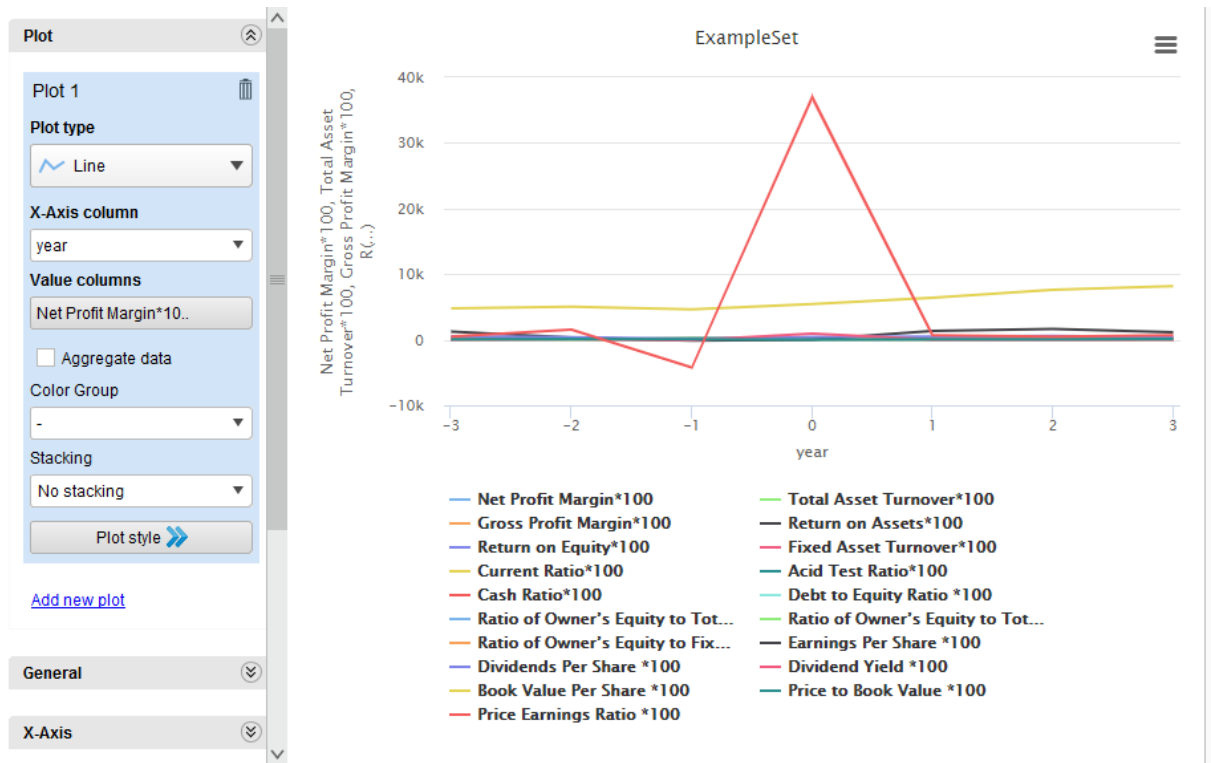 Plot
Plot 1
Plot type
Line
X-Axis column
year
Value columns
Net Profit Margin*10..
Aggregate data
Color Group
-
Stacking
No stacking
Plot style
Add new plot
General
X-Axis
ExampleSet
Net Profit Margin*100, Total Asset
Turnover*100, Gross Profit Margin*100,
R(...)
40k
30k
20k
10k
0
-10k
-3 -2 -1 0 1 2 3
year
Net Profit Margin*100 Total Asset Turnover*100
Gross Profit Margin*100 Return on Assets*100
Return on Equity*100 Fixed Asset Turnover*100
Current Ratio*100 Acid Test Ratio*100
Cash Ratio*100 Debt to Equity Ratio *100
Ratio of Owner's Equity to Tot... Ratio of Owner's Equity to Tot...
Ratio of Owner's Equity to Fix... Earnings Per Share *100
Dividends Per Share *100 Dividend Yield *100
Book Value Per Share *100 Price to Book Value *100
Price Earnings Ratio *100